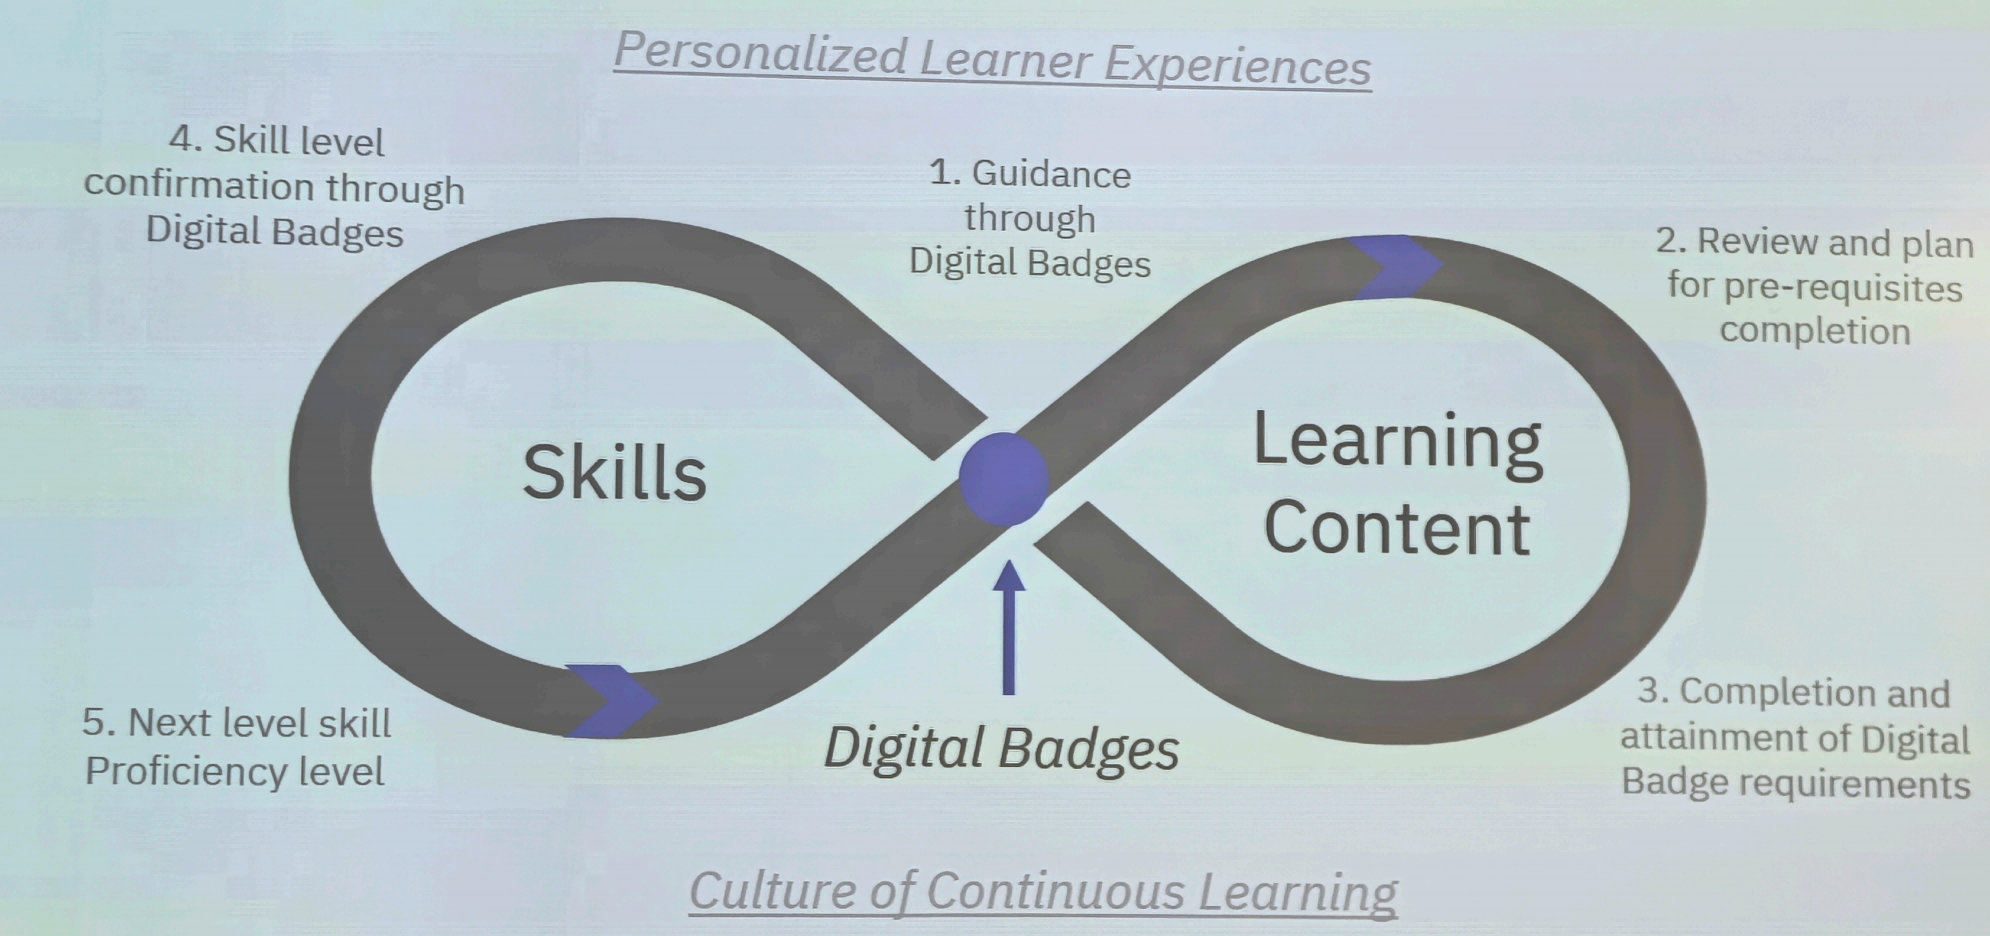 Personalized Learner Experiences
4. Skill level
confirmation through
Digital Badges
1. Guidance
through
Digital Badges
2. Review and plan
for pre-requisites
completion
Skills
Learning
Content
Digital Badges
5. Next level skill
Proficiency level
3. Completion and
attainment of Digital
Badge requirements
Culture of Continuous Learning